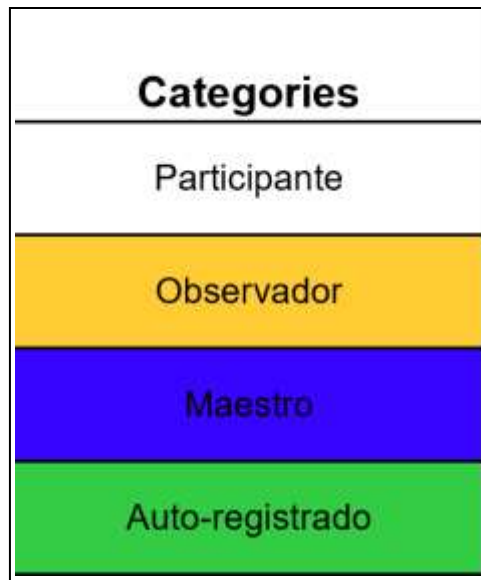 Categories
Participante
Observador
Maestro
Auto-registrado